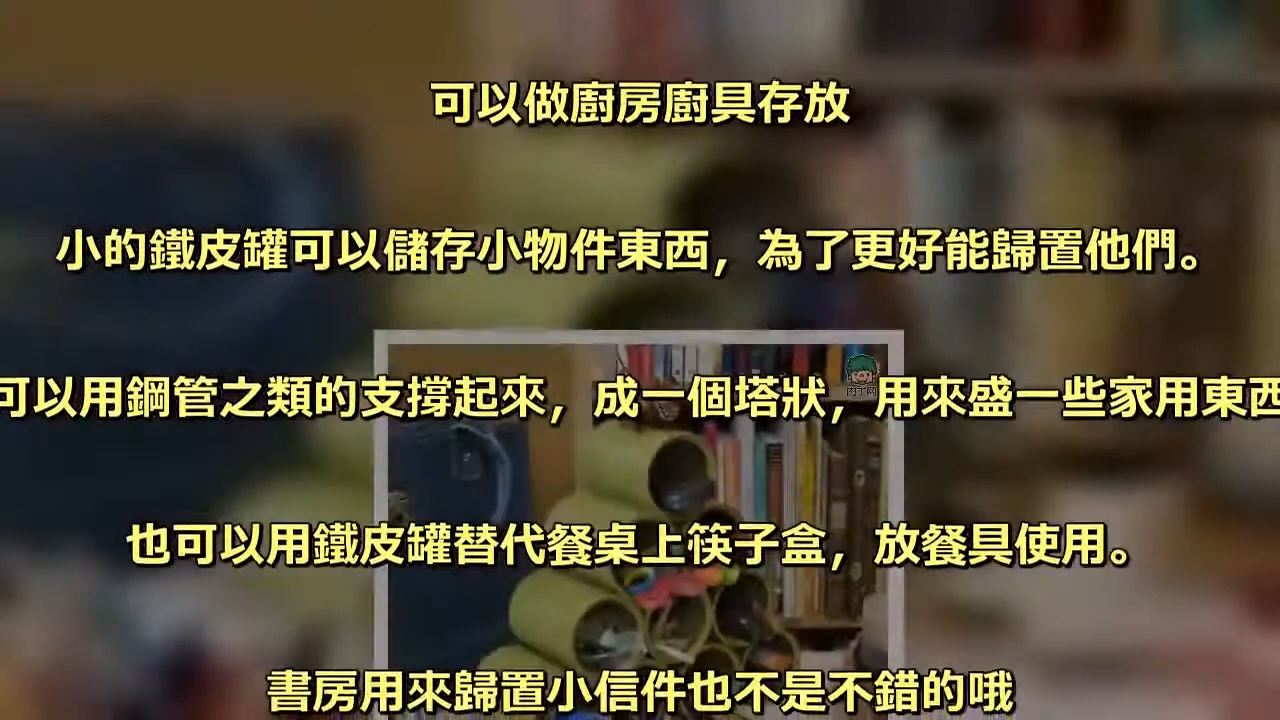 可以做廚房廚具存放
小的鐵皮罐可以儲存小物件東西，為了更好能歸置他們。
可以用鋼管之類的支撐起來，成一個塔狀，用來盛一些家用東西
也可以用鐵皮罐替代餐桌上筷子盒，放餐具使用。
書房用來歸置小信件也不是不錯的哦